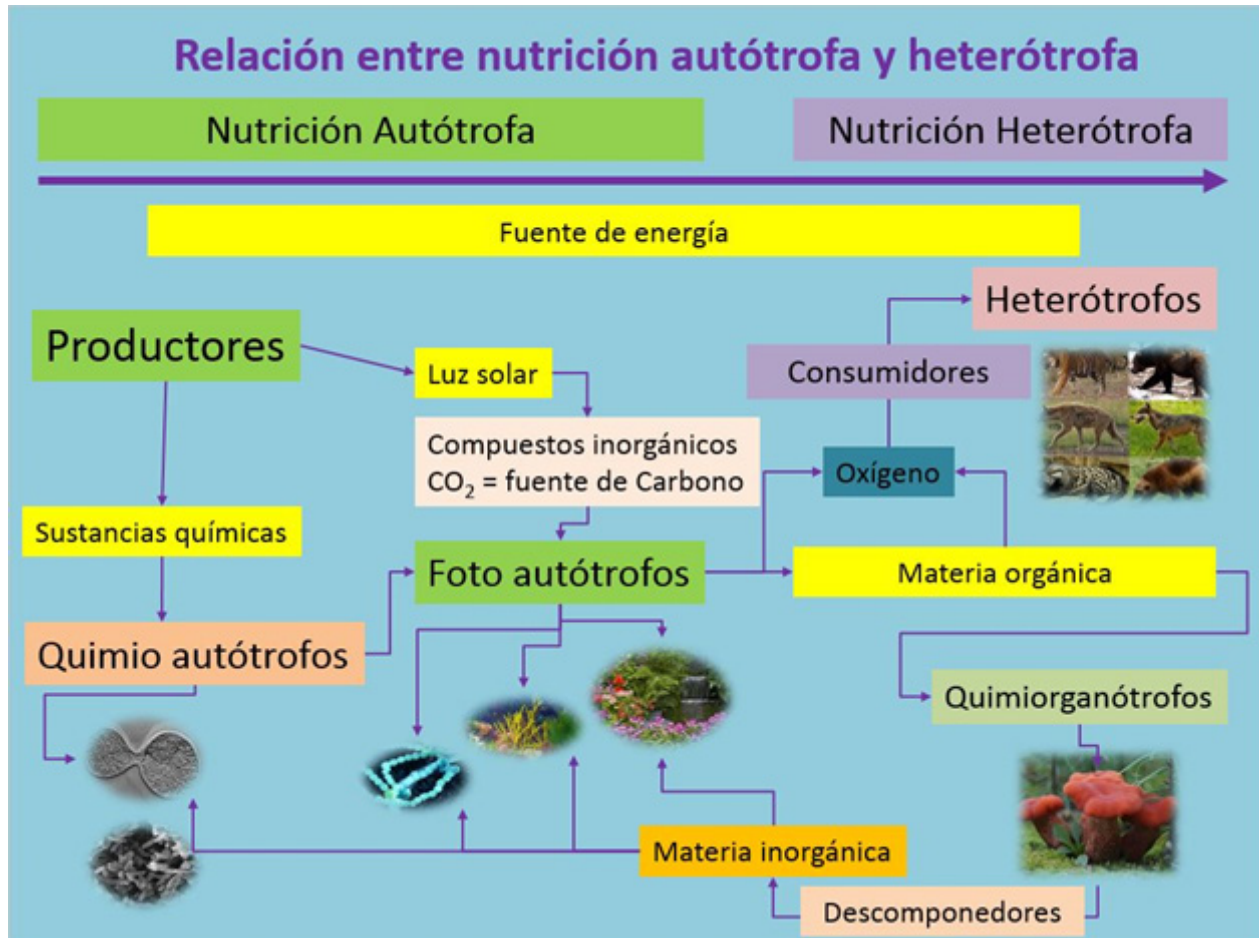 Relación entre nutrición autótrofa y heterótrofa
Nutrición Autótrofa
Nutrición Heterótrofa
Fuente de energía
Heterótrofos
Productores
Luz solar
Consumidores
Compuestos inorgánicos
CO₂ = fuente de Carbono
Oxígeno
Sustancias químicas
Foto autótrofos
Materia orgánica
Quimio autótrofos
Quimiorganótrofos
Materia inorgánica
Descomponedores